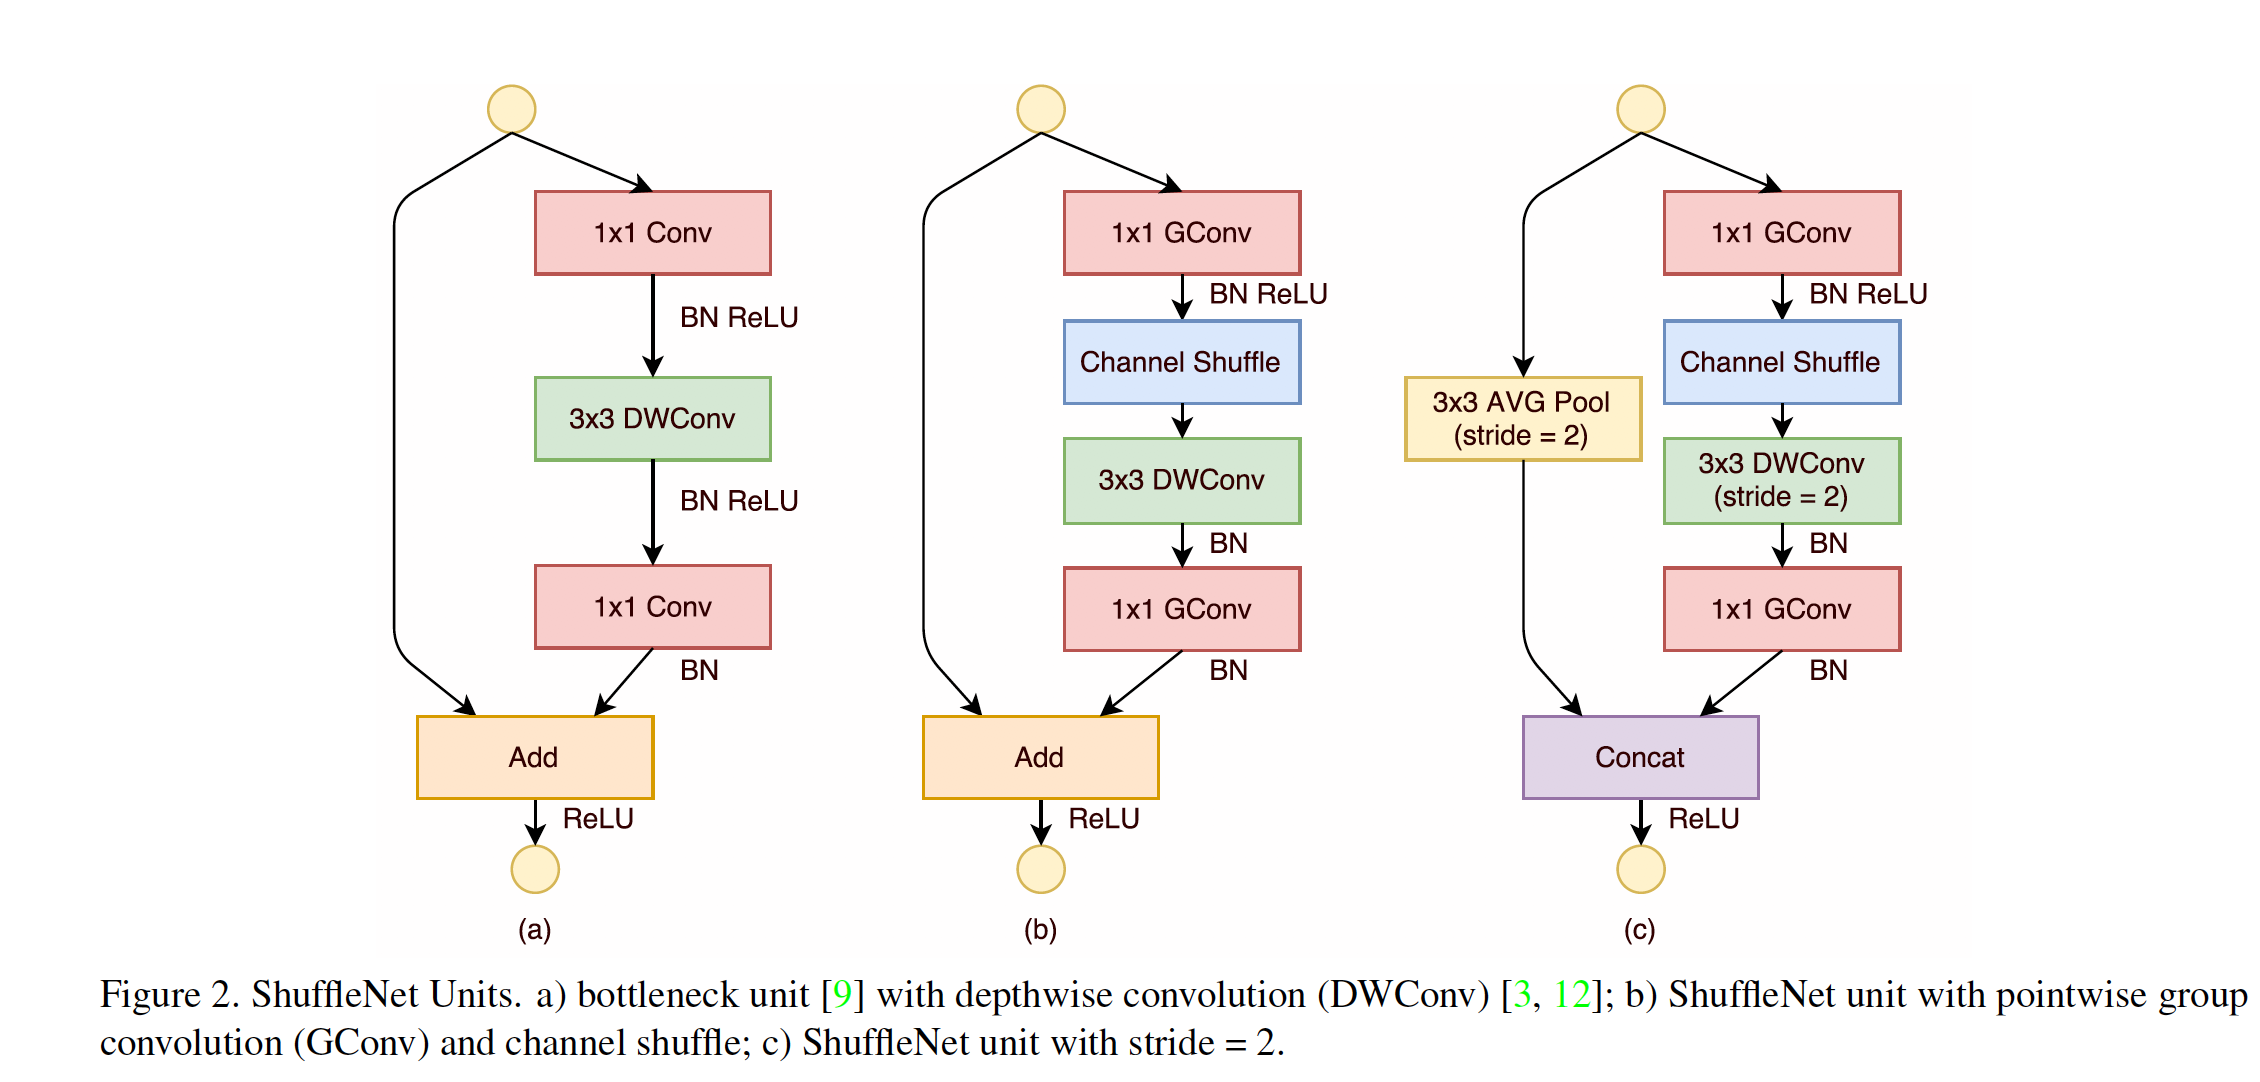 1x1 Conv
BN ReLU
3x3 DWConv
BN ReLU
1x1 Conv
BN
Add
ReLU
(a)
1x1 GConv
BN ReLU
Channel Shuffle
3x3 DWConv
BN
1x1 GConv
BN
Add
ReLU
(b)
3x3 AVG Pool
(stride = 2)
1x1 GConv
BN ReLU
Channel Shuffle
3x3 DWConv
(stride = 2)
BN
1x1 GConv
BN
Concat
ReLU
(c)
Figure 2. ShuffleNet Units. a) bottleneck unit [9] with depthwise convolution (DWConv) [3, 12]; b) ShuffleNet unit with pointwise group
convolution (GConv) and channel shuffle; c) ShuffleNet unit with stride = 2.